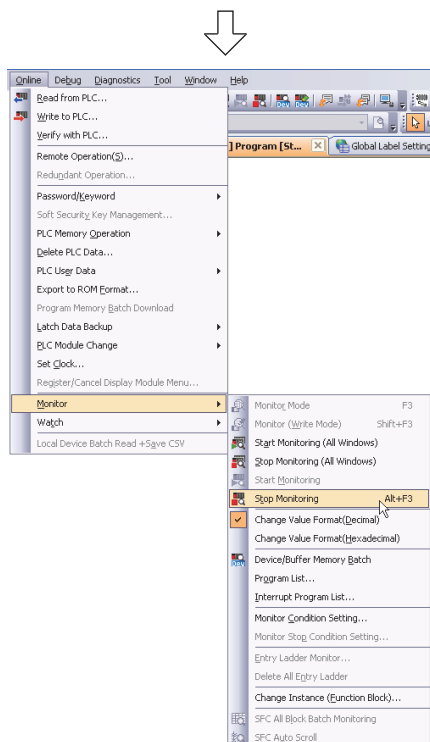 Online Debug Diagnostics Tool Window Help
Read from PLC...
Write to PLC...
Verify with PLC...
Remote Operation(S)...
Redundant Operation...
Password/Keyword
Soft Security Key Management...
PLC Memory Operation
Delete PLC Data...
PLC User Data
Export to ROM Format...
Program Memory Batch Download
Latch Data Backup
PLC Module Change
Set Clock...
Register/Cancel Display Module Menu...
Monitor
Watch
Local Device Batch Read +Save CSV
] Program [St... Global Label Setting
Monitor Mode F3
Monitor (Write Mode) Shift+F3
Start Monitoring (All Windows)
Stop Monitoring (All Windows)
Start Monitoring
Stop Monitoring Alt+F3
Change Value Format(Decimal)
Change Value Format(Hexadecimal)
Device/Buffer Memory Batch
Program List...
Interrupt Program List...
Monitor Condition Setting...
Monitor Stop Condition Setting...
Entry Ladder Monitor...
Delete All Entry Ladder
Change Instance (Function Block)...
SFC All Block Batch Monitoring
SFC Auto Scroll